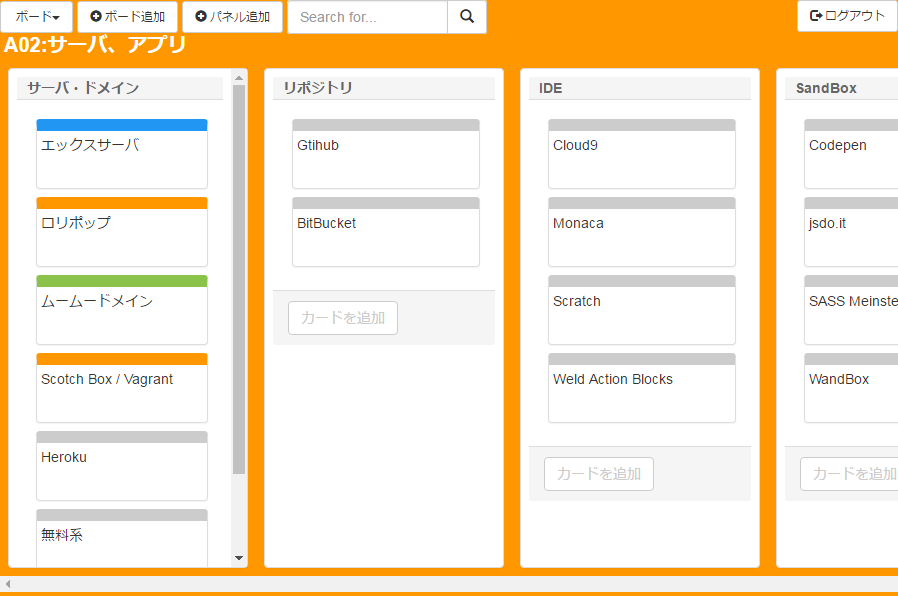 ボード
ボード追加
パネル追加
Search for...
ログアウト
A02:サーバ、アプリ
サーバ・ドメイン
エックスサーバ
ロリポップ
ムームードメイン
Scotch Box / Vagrant
Heroku
無料系
リポジトリ
Gtihub
BitBucket
カードを追加
IDE
Cloud9
Monaca
Scratch
Weld Action Blocks
カードを追加
SandBox
Codepen
jsdo.it
SASS Meinste
WandBox
カードを追加